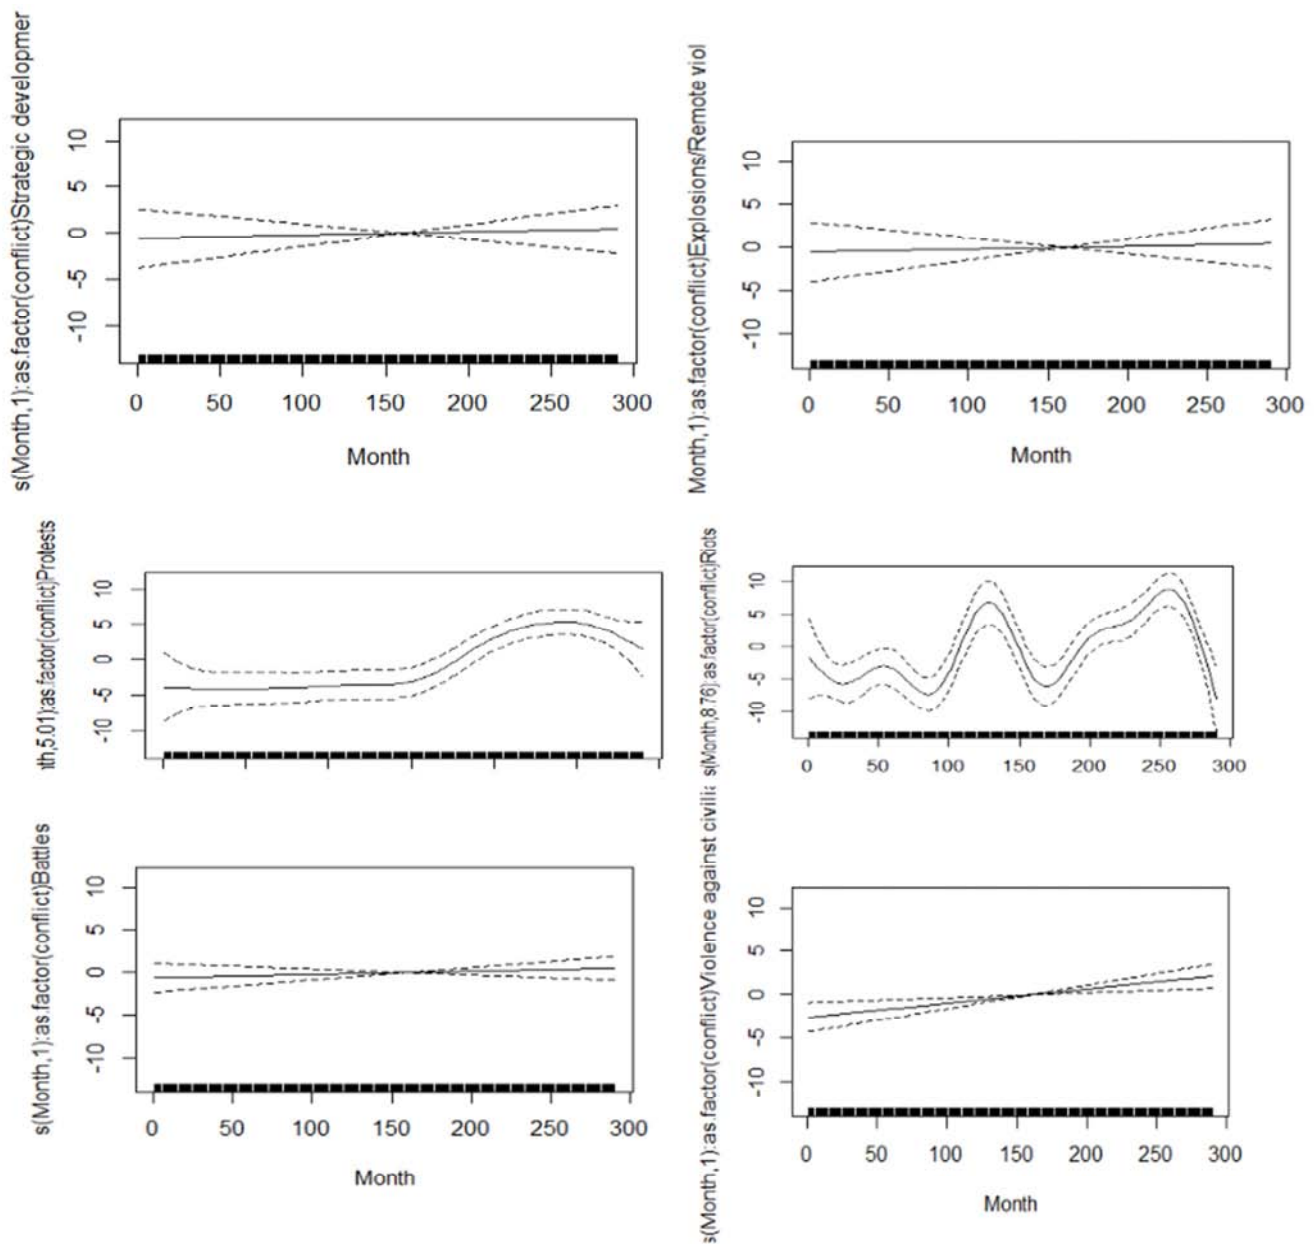 s(Month,1):as.factor(conflict)Strategic developmer
10
5
0
-5
-10
0 50 100 150 200 250 300
Month
Month,1):as.factor(conflict)Explosions/Remote viol
10
5
0
-5
-10
0 50 100 150 200 250 300
Month
ıth,5.01):as.factor(conflict)Protests
10
5
0
-5
-10
s(Month,8.76):as.factor(conflict)Riots
10
5
0
-5
-10
0 50 100 150 200 250 300
s(Month,1):as.factor(conflict)Battles
10
5
0
-5
-10
0 50 100 150 200 250 300
Month
s(Month,1):as.factor(conflict)Violence against civili
10
5
0
-5
-10
0 50 100 150 200 250 300
Month